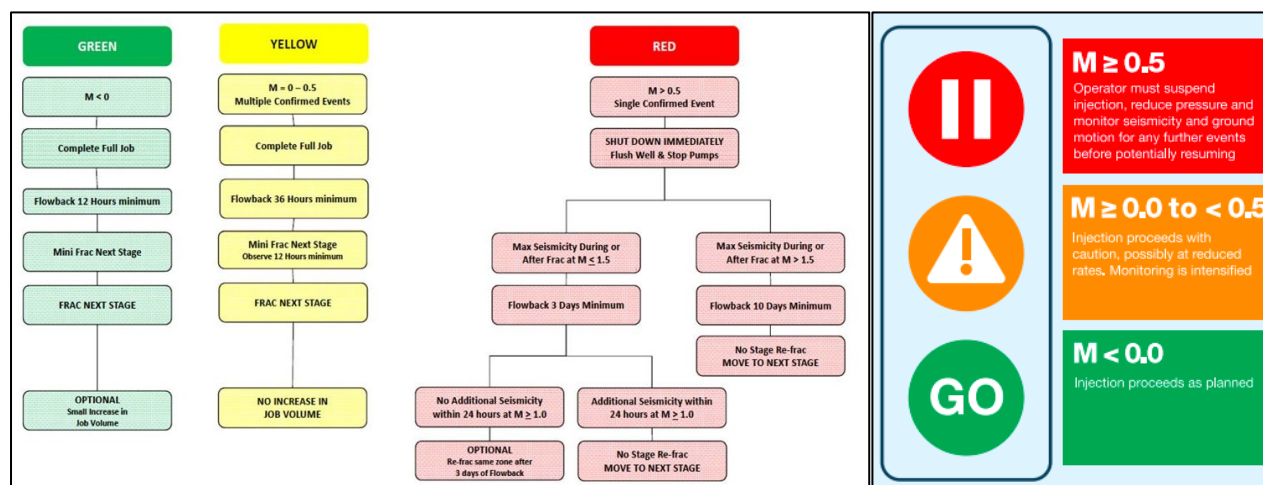 GREEN
M < 0
Complete Full Job
Flowback 12 Hours minimum
Mini Frac Next Stage
FRAC NEXT STAGE
OPTIONAL
Small Increase in
Job Volume
YELLOW
M = 0 – 0.5
Multiple Confirmed Events
Complete Full Job
Flowback 36 Hours minimum
Mini Frac Next Stage
Observe 12 Hours minimum
FRAC NEXT STAGE
NO INCREASE IN
JOB VOLUME
RED
M > 0.5
Single Confirmed Event
SHUT DOWN IMMEDIATELY
Flush Well & Stop Pumps
Max Seismicity During or
After Frac at M ≤ 1.5
Flowback 3 Days Minimum
No Additional Seismicity
within 24 hours at M ≥ 1.0
OPTIONAL
Re-frac same zone after
3 days of Flowback
Additional Seismicity within
24 hours at M ≥ 1.0
No Stage Re-frac
MOVE TO NEXT STAGE
Max Seismicity During or
After Frac at M > 1.5
Flowback 10 Days Minimum
No Stage Re-frac
MOVE TO NEXT STAGE
M ≥ 0.5
Operator must suspend
injection, reduce pressure and
monitor seismicity and ground
motion for any further events
before potentially resuming
!
M ≥ 0.0 to < 0.5
Injection proceeds with
caution, possibly at reduced
rates. Monitoring is intensified
GO
M < 0.0
Injection proceeds as planned